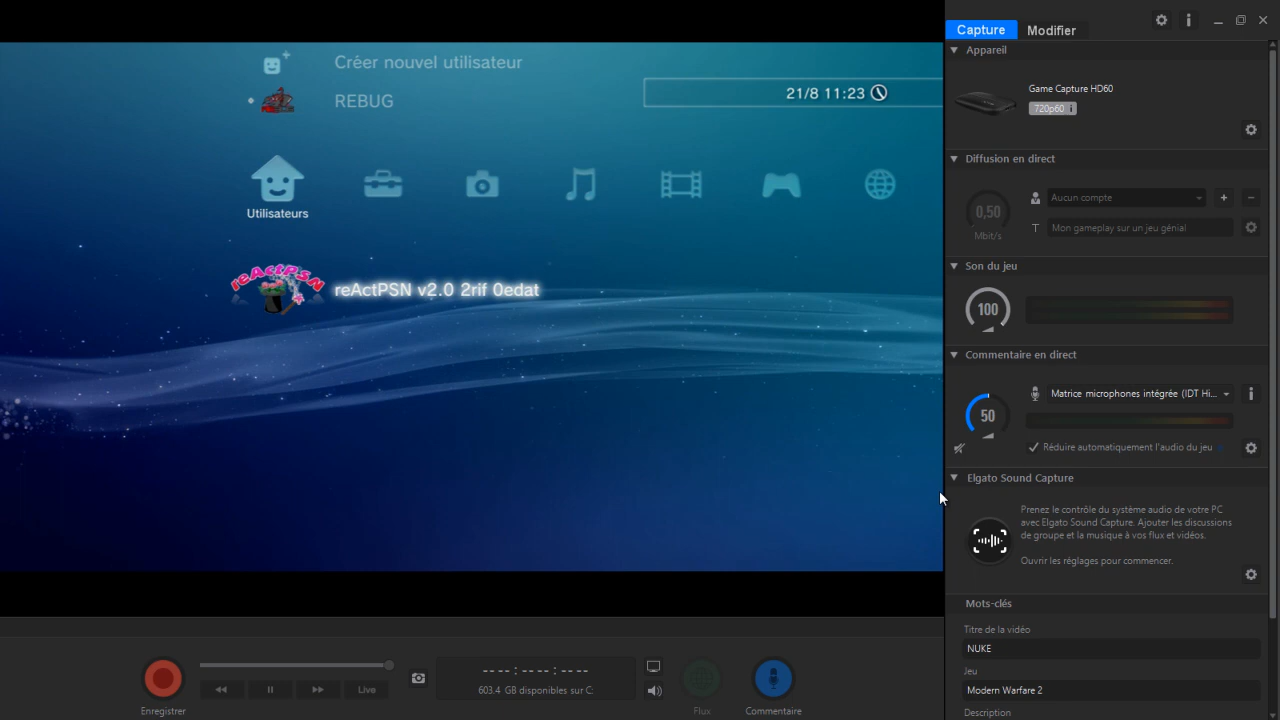 Capture
Modifier
Appareil
Game Capture HD60
720p60 i
Créer nouvel utilisateur
REBUG
21/8 11:23
Utilisateurs
reActPSN
reActPSN v2.0 2rif 0edat
Diffusion en direct
0,50
Mbit/s
Aucun compte
T Mon gameplay sur un jeu génial
Son du jeu
100
Commentaire en direct
50
Matrice microphones intégrée (IDT Hi...
Réduire automatiquement l'audio du jeu
Elgato Sound Capture
Prenez le contrôle du système audio de votre PC
avec Elgato Sound Capture. Ajouter les discussions
de groupe et la musique à vos flux et vidéos.
Ouvrir les réglages pour commencer.
Mots-clés
Titre de la vidéo
NUKE
Jeu
Modern Warfare 2
Description
Live
-- -- : -- -- : -- --
603.4 GB disponibles sur C:
Enregistrer
Flux
Commentaire